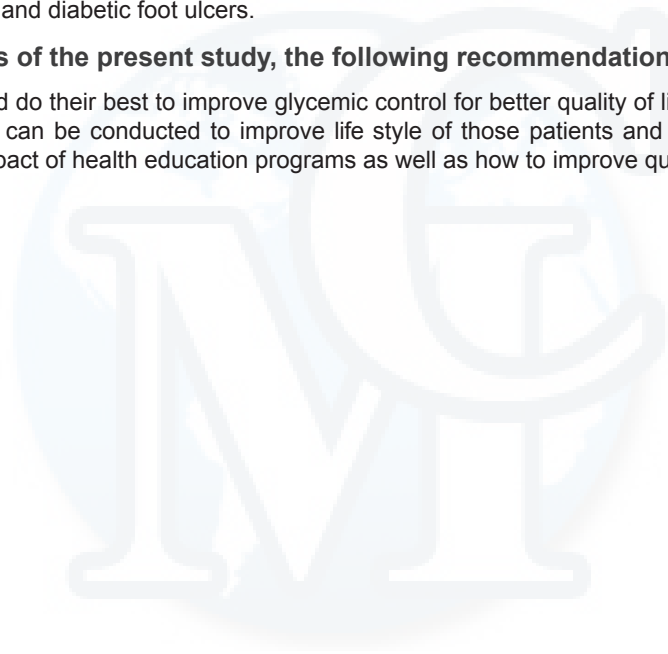 and diabetic foot ulcers.
s of the present study, the following recommendation
d do their best to improve glycemic control for better quality of li
can be conducted to improve life style of those patients and
pact of health education programs as well as how to improve qu
MC